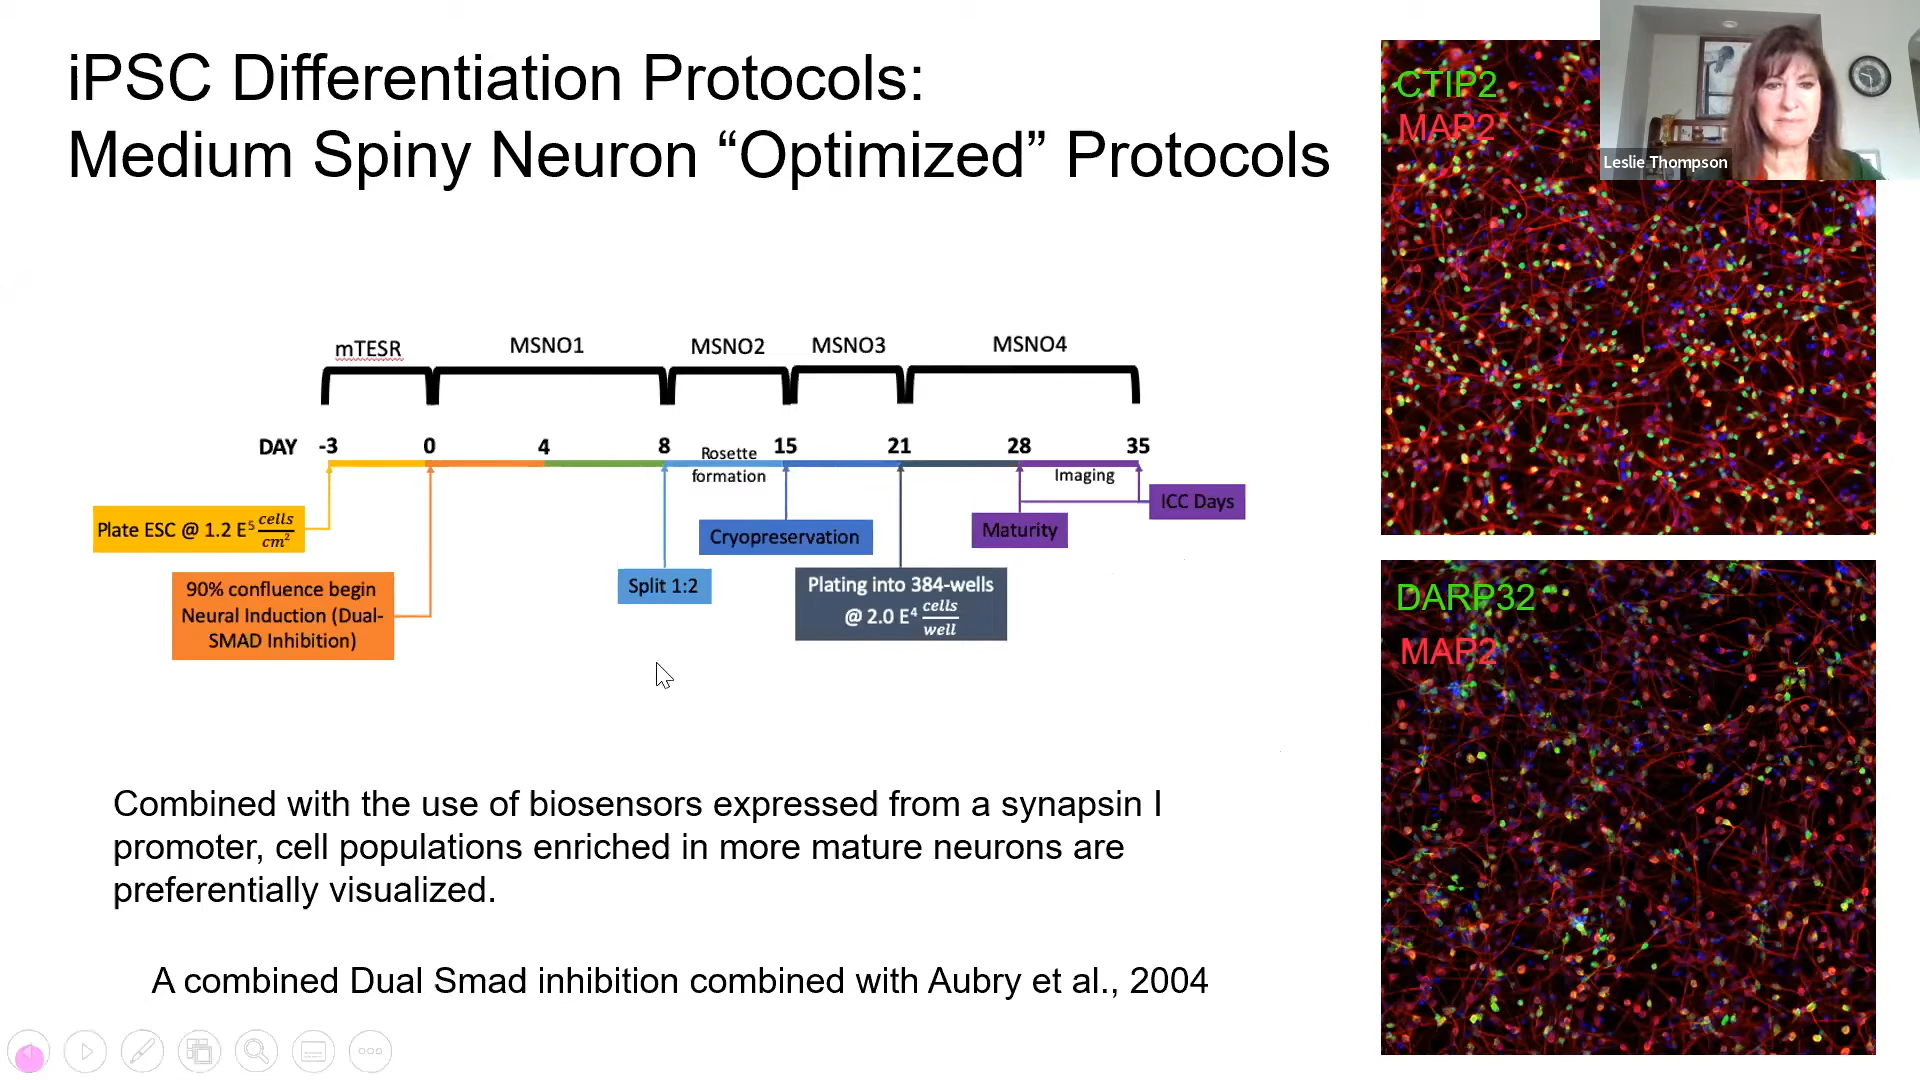 iPSC Differentiation Protocols:
Medium Spiny Neuron “Optimized” Protocols
CTIP2
MAP2
Leslie Thompson
mTESR
MSNO1
MSNO2
MSNO3
MSNO4
DAY -3 0 4 8 15 21 28 35
Rosette
formation
Imaging
Plate ESC @ 1.2 E⁵ cells/cm²
90% confluence begin
Neural Induction (Dual-
SMAD Inhibition)
Split 1:2
Cryopreservation
Plating into 384-wells
@ 2.0 E⁴ cells/well
Maturity
ICC Days
DARP32
MAP2
Combined with the use of biosensors expressed from a synapsin I
promoter, cell populations enriched in more mature neurons are
preferentially visualized.
A combined Dual Smad inhibition combined with Aubry et al., 2004